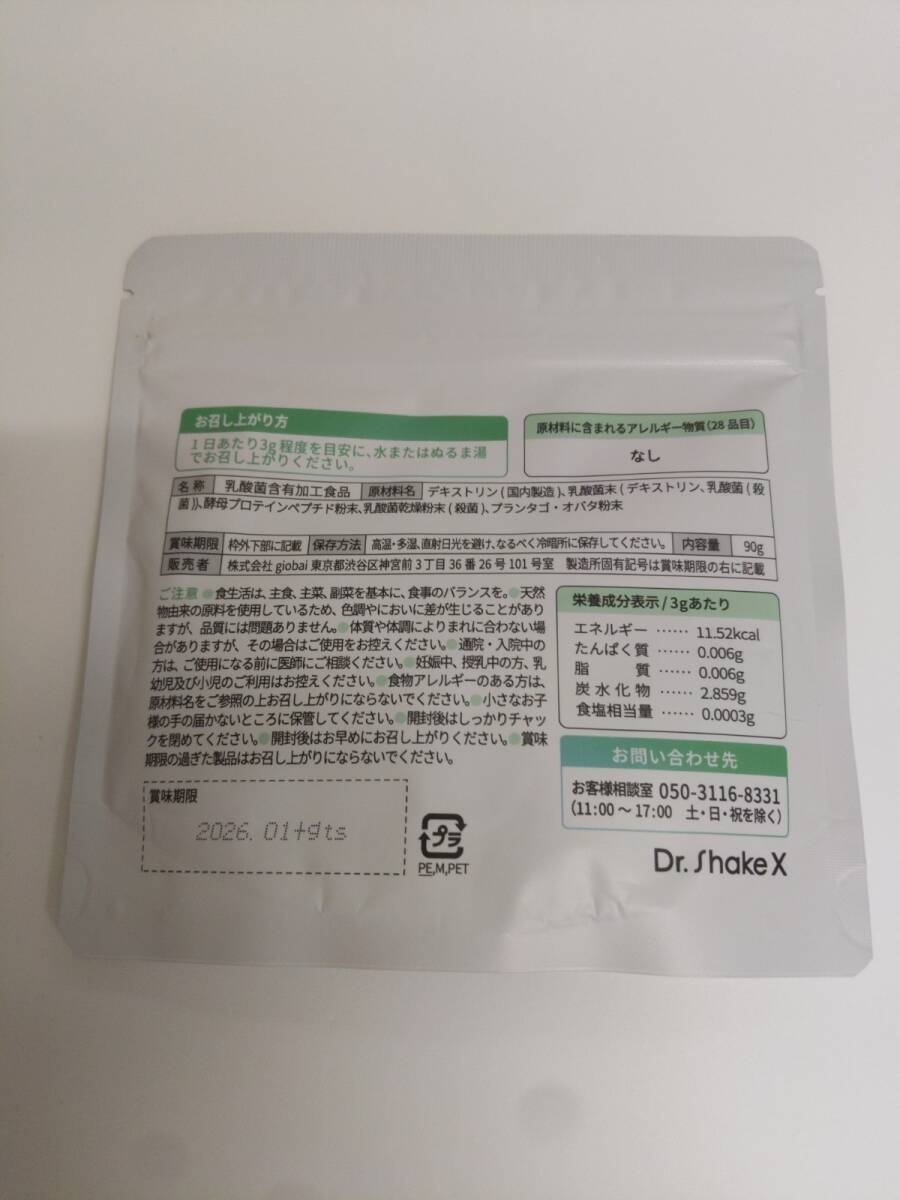 お召し上がり方
1日あたり3g程度を目安に、水またはぬるま湯
でお召し上がりください。
原材料に含まれるアレルギー物質(28品目)
なし
名称 乳酸菌含有加工食品 原材料名 デキストリン(国内製造)、乳酸菌末(デキストリン、乳酸菌(殺
菌))、酵母プロテインペプチド粉末、乳酸菌乾燥粉末(殺菌)、プランタゴ・オバタ粉末
賞味期限 枠外下部に記載 保存方法 高温・多湿、直射日光を避け、なるべく冷暗所に保存してください。 内容量 90g
販売者 株式会社 giobai 東京都渋谷区神宮前3丁目36番26号101号室 製造所固有記号は賞味期限の右に記載
ご注意 ●食生活は、主食、主菜、副菜を基本に、食事のバランスを。●天然
物由来の原料を使用しているため、色調やにおいに差が生じることがあり
ますが、品質には問題ありません。●体質や体調によりまれに合わない場
合がありますが、その場合はご使用をお控えください。●通院・入院中の
方は、ご使用になる前に医師にご相談ください。●妊娠中、授乳中の方、乳
幼児及び小児のご利用はお控えください。●食物アレルギーのある方は、
原材料名をご参照の上お召し上がりにならないでください。●小さなお子
様の手の届かないところに保管してください。●開封後はしっかりチャッ
クを閉めてください。●開封後はお早めにお召し上がりください。●賞味
期限の過ぎた製品はお召し上がりにならないでください。
栄養成分表示/3gあたり
エネルギー …… 11.52kcal
たんぱく質 …… 0.006g
脂質 …… 0.006g
炭水化物 …… 2.859g
食塩相当量 …… 0.0003g
お問い合わせ先
お客様相談室 050-3116-8331
(11:00～17:00 土・日・祝を除く)
賞味期限
2026.01+gts
プラ
PE,M,PET
Dr.Shake X